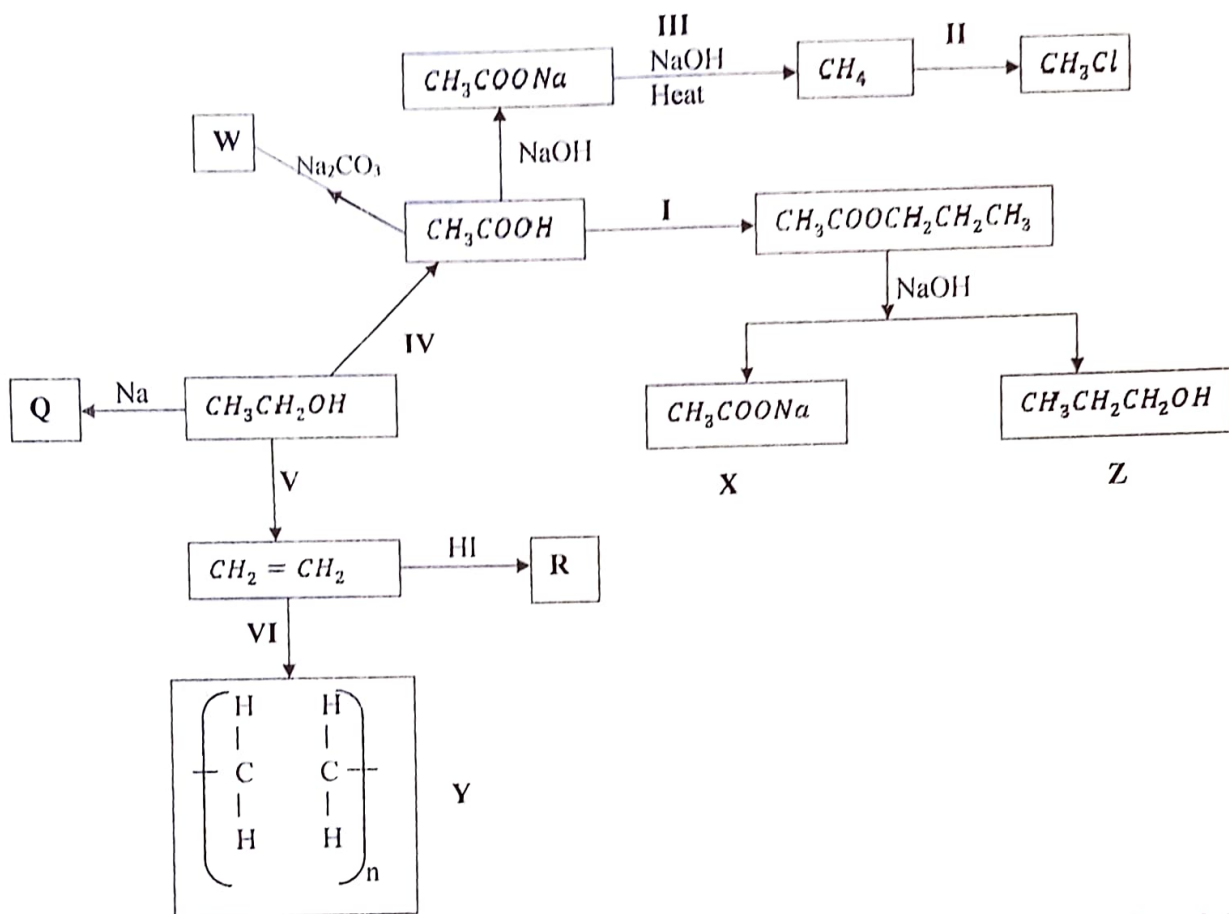 III
NaOH
Heat
II
CH₃COONa
CH₄
CH₃Cl
W
Na₂CO₃
NaOH
CH₃COOH
I
CH₃COOCH₂CH₂CH₃
NaOH
IV
Q
Na
CH₃CH₂OH
CH₃COONa
CH₃CH₂CH₂OH
X
Z
V
CH₂ = CH₂
HI
R
VI
H H
C C
H H
n
Y